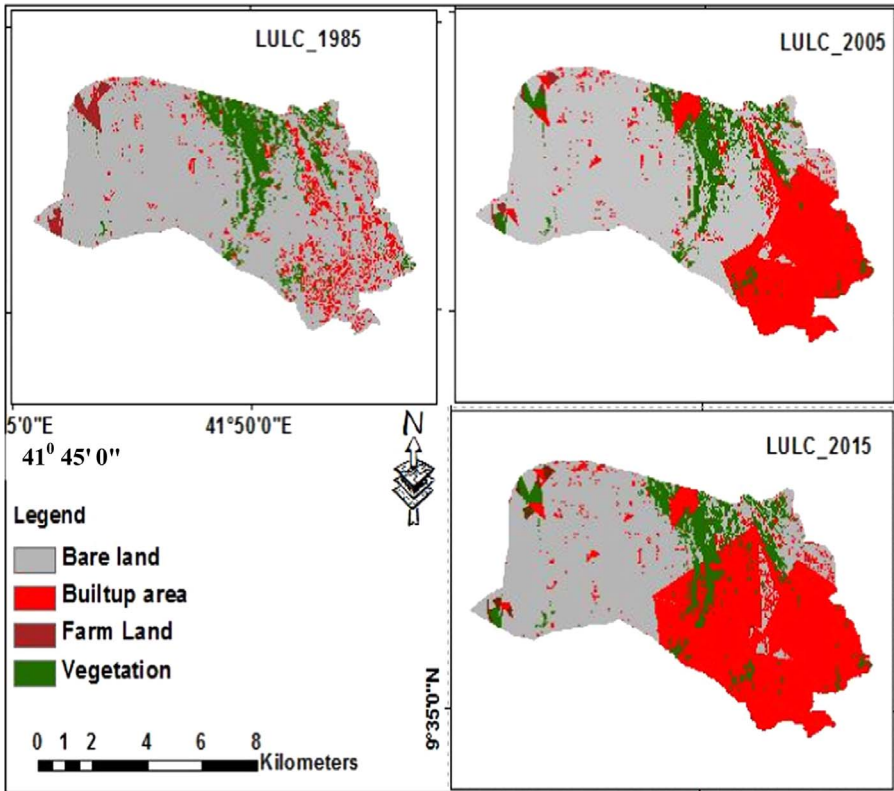 LULC_1985
LULC_2005
5'0"E 41°50'0"E
41⁰ 45' 0"
N
LULC_2015
Legend
Bare land
Builtup area
Farm Land
Vegetation
9°35'0"N
0 1 2 4 6 8
Kilometers